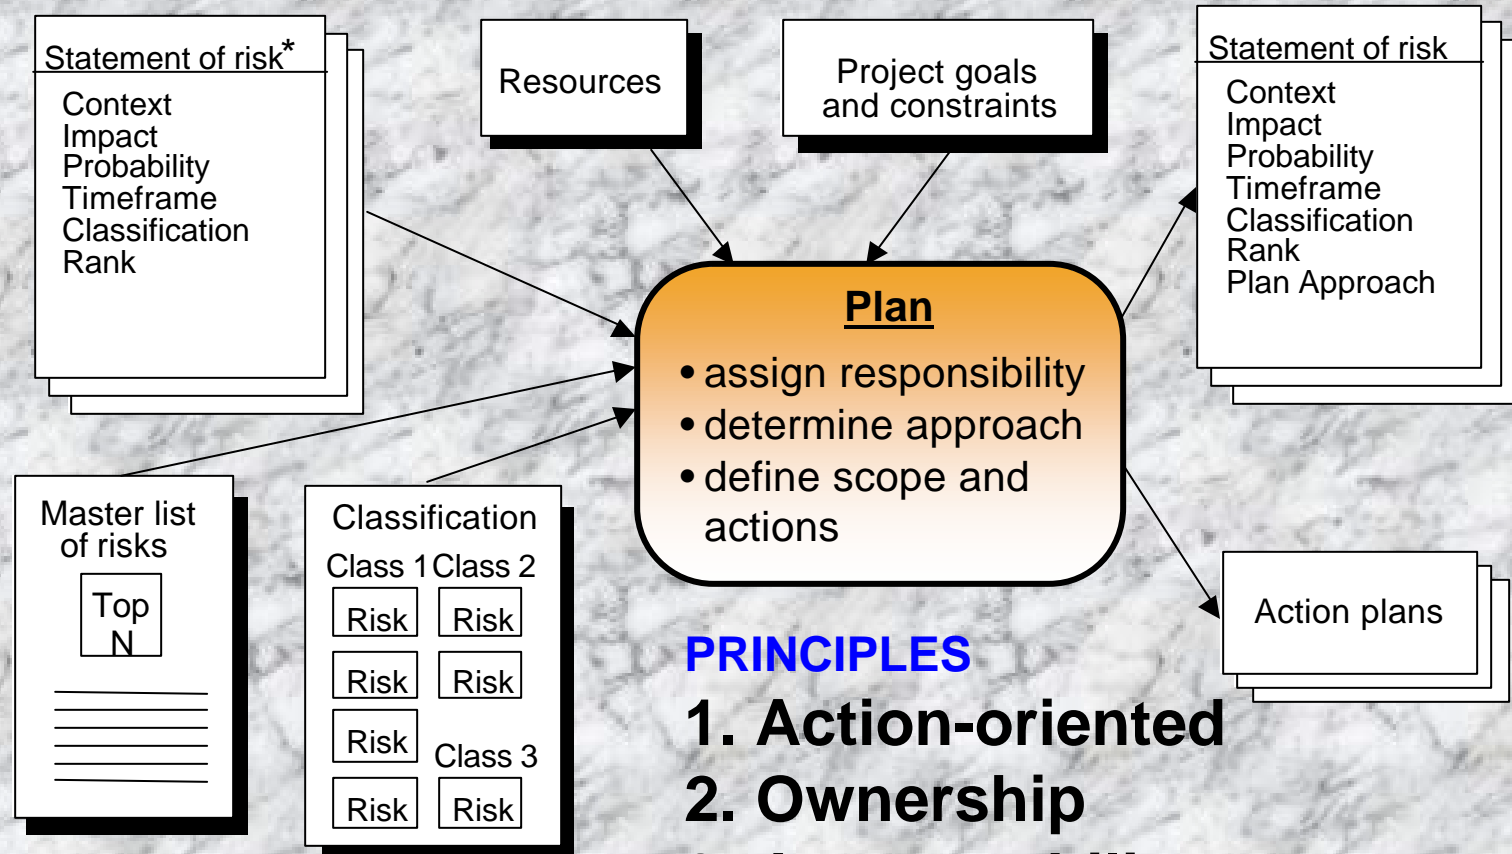 Statement of risk*
Context
Impact
Probability
Timeframe
Classification
Rank
Resources
Project goals
and constraints
Statement of risk
Context
Impact
Probability
Timeframe
Classification
Rank
Plan Approach
Plan
• assign responsibility
• determine approach
• define scope and
actions
Master list
of risks
Top
N
Classification
Class 1 Class 2
Risk Risk
Risk Risk
Risk
Class 3
Risk Risk
Action plans
PRINCIPLES
1. Action-oriented
2. Ownership